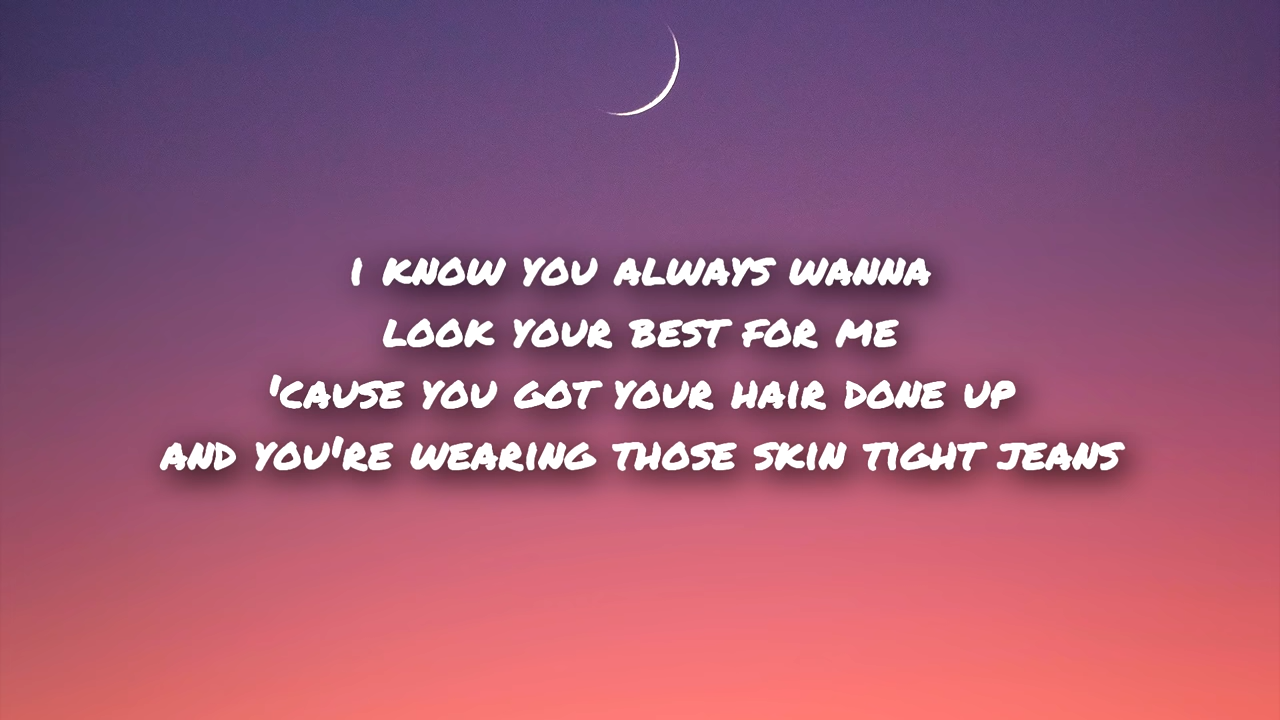 I KNOW YOU ALWAYS WANNA
LOOK YOUR BEST FOR ME
'CAUSE YOU GOT YOUR HAIR DONE UP
AND YOU'RE WEARING THOSE SKIN TIGHT JEANS